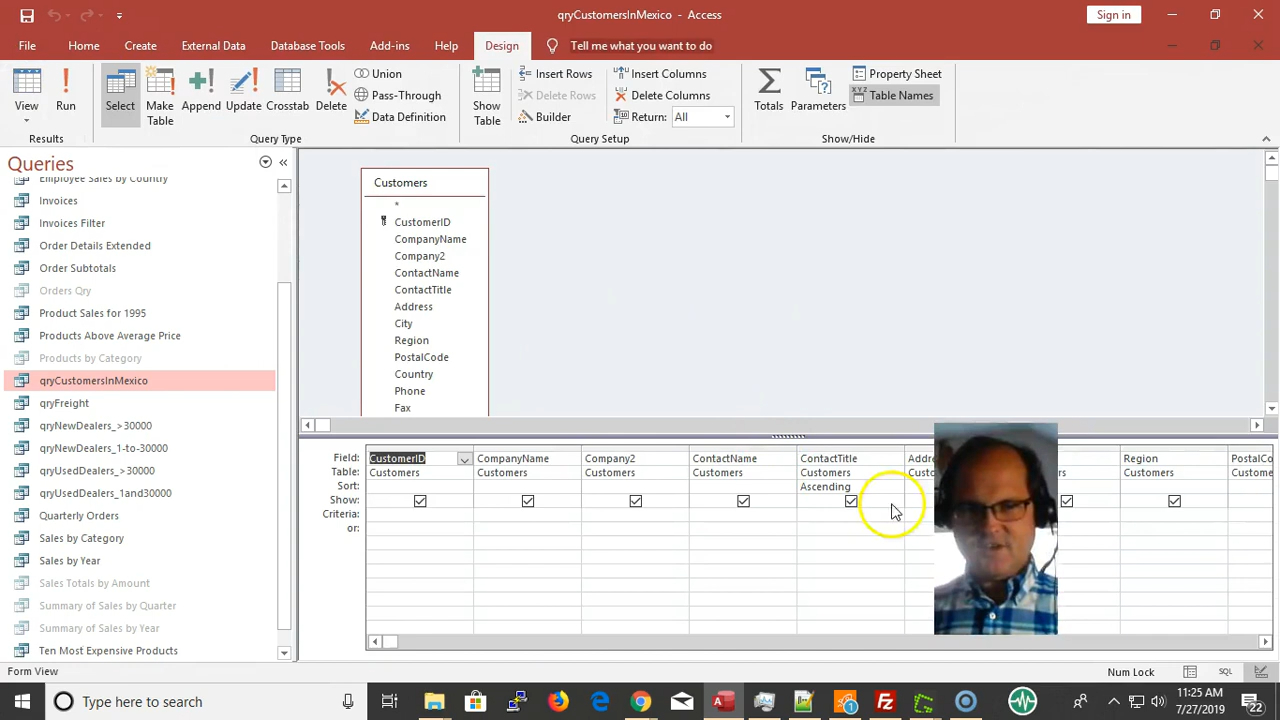 qryCustomersInMexico - Access
Sign in
File Home Create External Data Database Tools Add-ins Help Design Tell me what you want to do
View Run Select Make Table Append Update Crosstab Delete
Union
Pass-Through
Data Definition
Show Table
Insert Rows
Delete Rows
Builder
Insert Columns
Delete Columns
Return: All
Totals Parameters
Property Sheet
XYZ Table Names
Results Query Type Query Setup Show/Hide
Queries
Employee Sales by Country
Invoices
Invoices Filter
Order Details Extended
Order Subtotals
Orders Qry
Product Sales for 1995
Products Above Average Price
Products by Category
qryCustomersInMexico
qryFreight
qryNewDealers_>30000
qryNewDealers_1-to-30000
qryUsedDealers_>30000
qryUsedDealers_1and30000
Quarterly Orders
Sales by Category
Sales by Year
Sales Totals by Amount
Summary of Sales by Quarter
Summary of Sales by Year
Ten Most Expensive Products
Customers
*
CustomerID
CompanyName
Company2
ContactName
ContactTitle
Address
City
Region
PostalCode
Country
Phone
Fax
Field: CustomerID CompanyName Company2 ContactName ContactTitle Region
Table: Customers Customers Customers Customers Customers Customers
Sort: Ascending
Show:
Criteria:
or:
Form View
Num Lock SQL
Type here to search
11:25 AM
7/27/2019
22